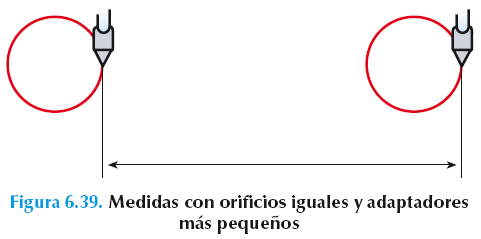 Figura 6.39. Medidas con orificios iguales y adaptadores
más pequeños